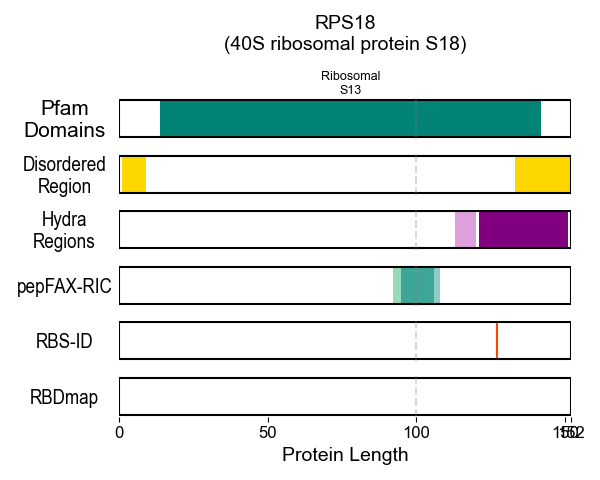 RPS18
(40S ribosomal protein S18)
Ribosomal
S13
Pfam
Domains
Disordered
Region
Hydra
Regions
pepFAX-RIC
RBS-ID
RBDmap
0 50 100 150 152
Protein Length